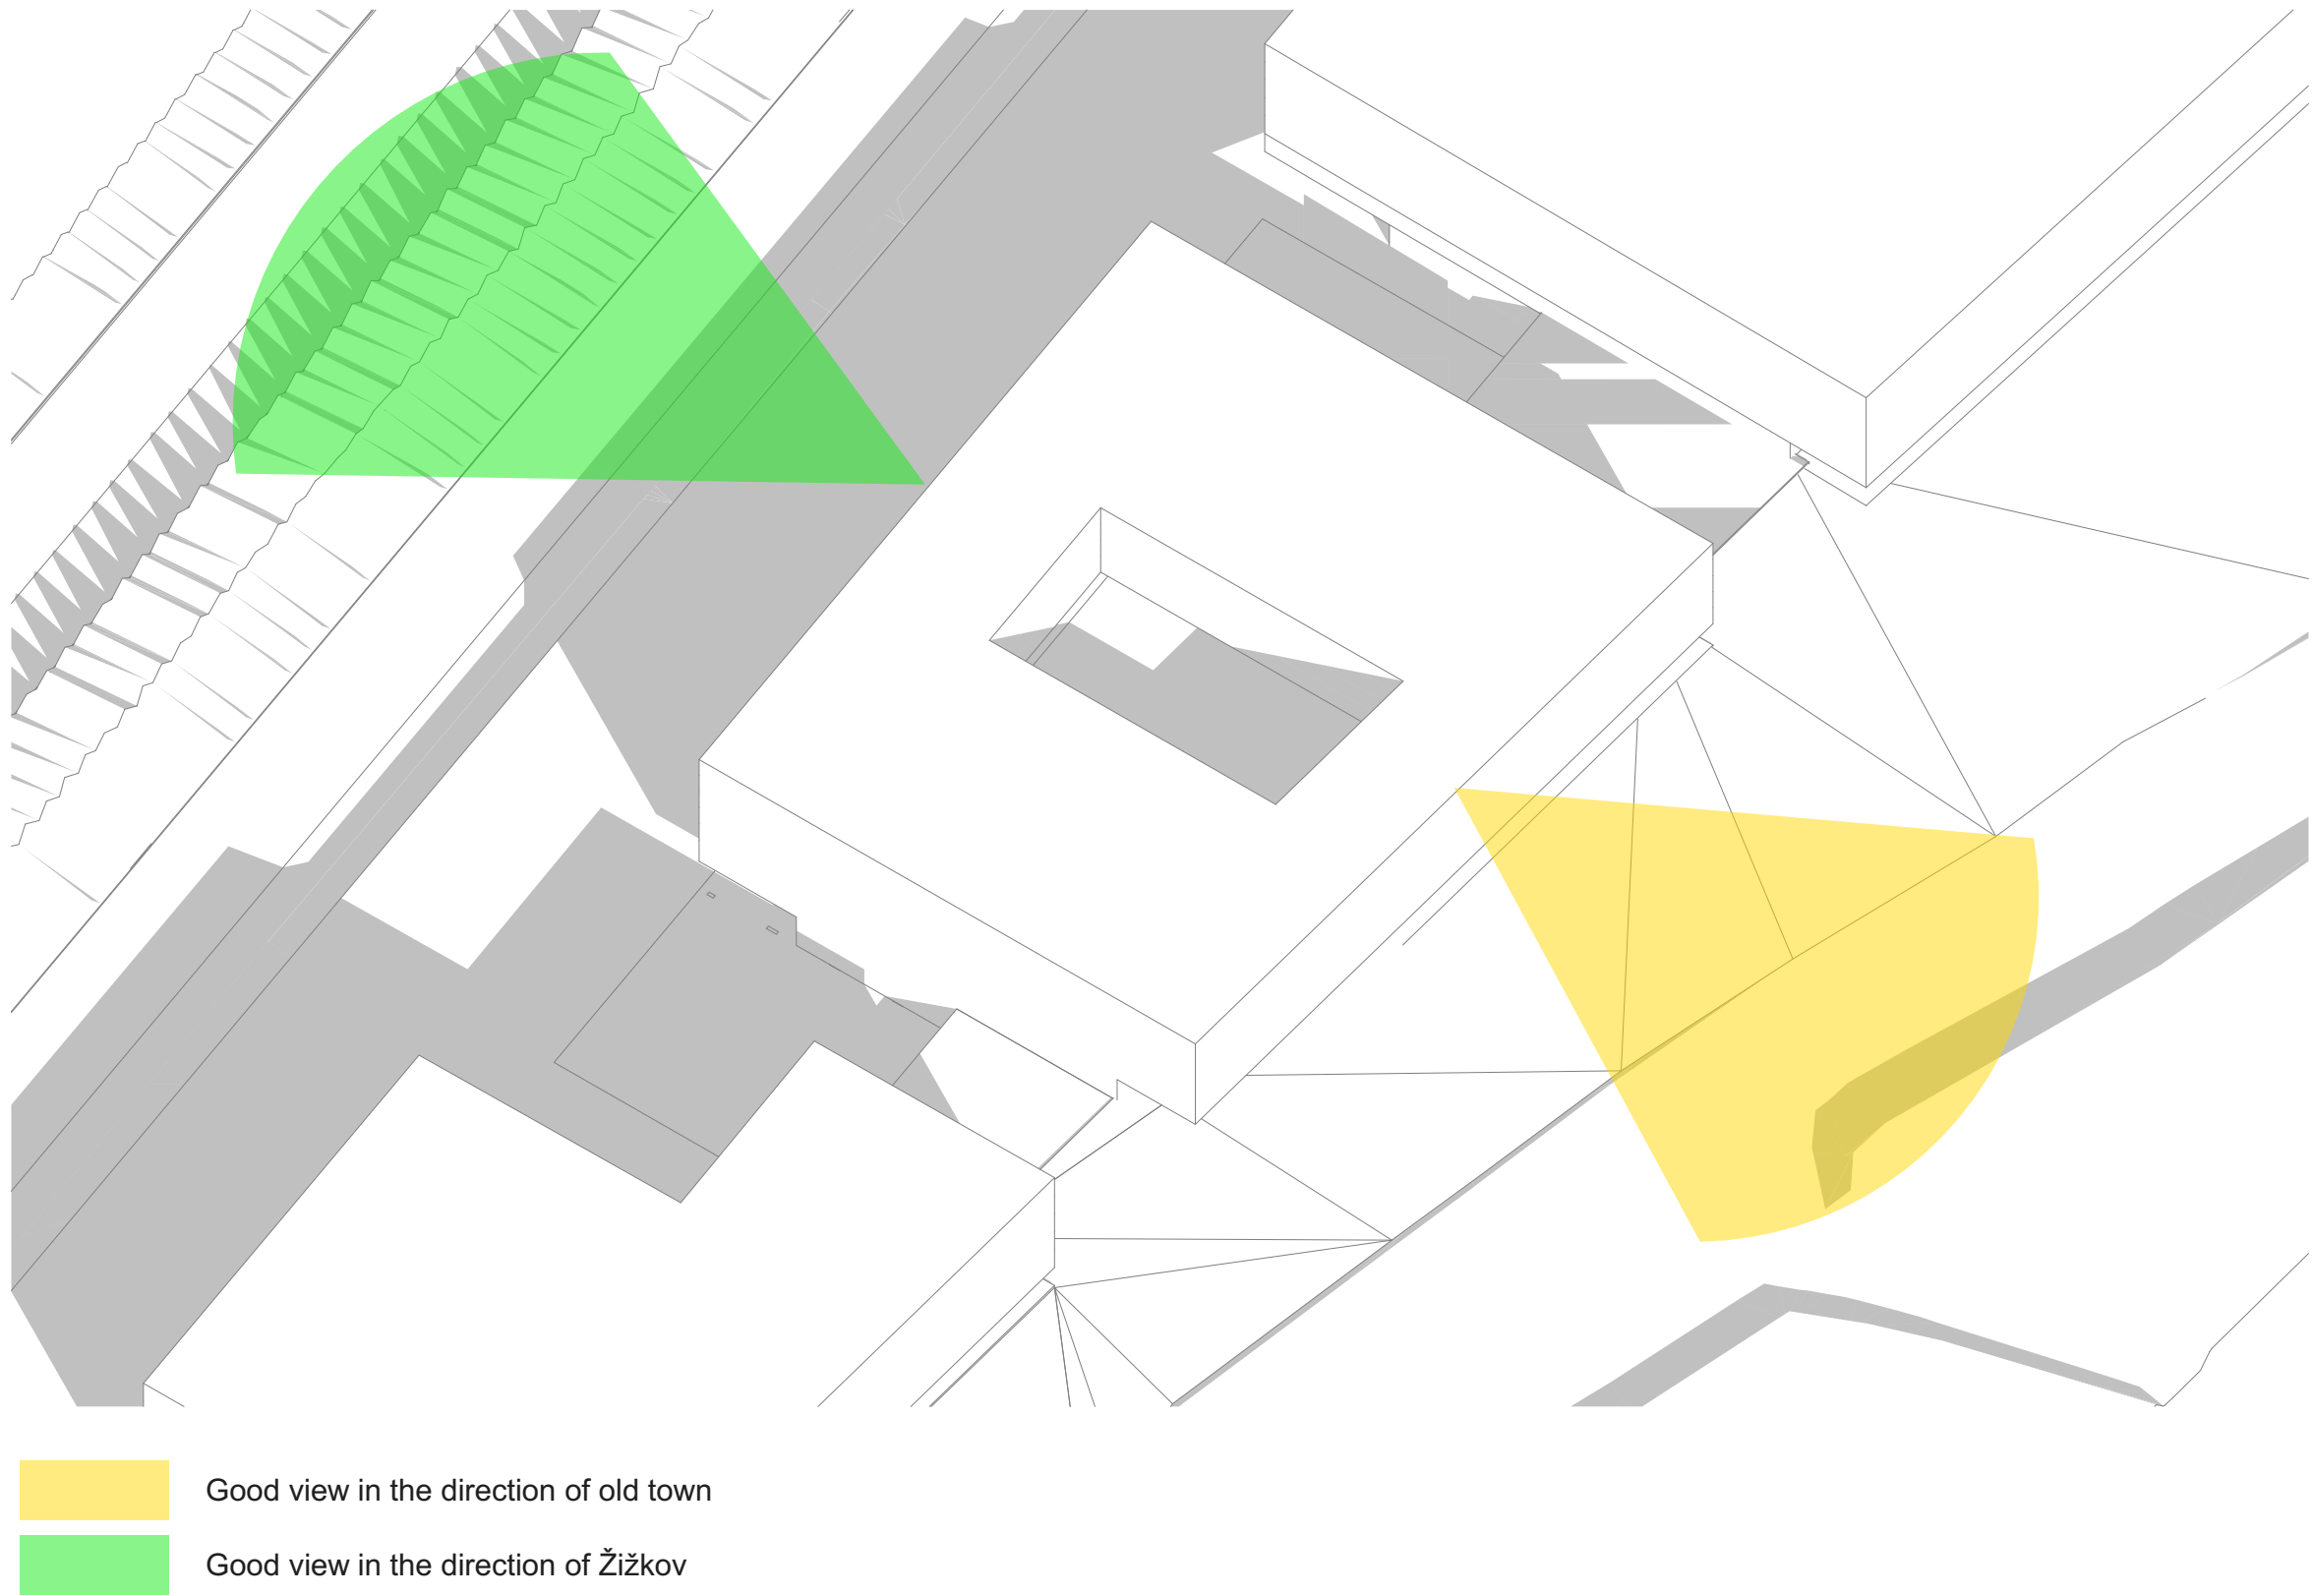 Good view in the direction of old town
Good view in the direction of Žižkov